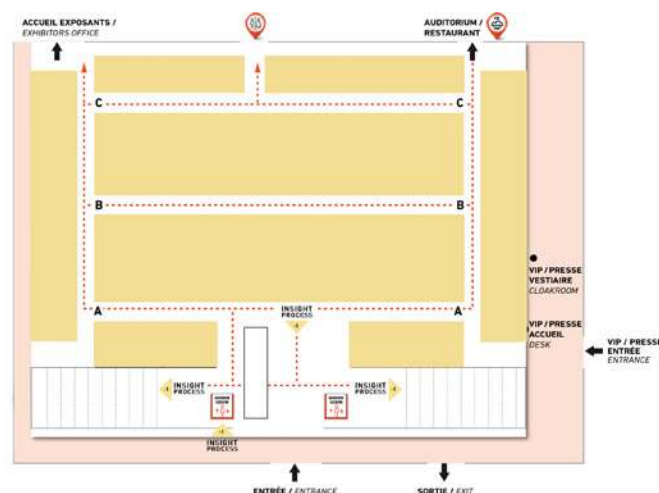 ACCUEIL EXPOSANTS /
EXHIBITORS OFFICE
AUDITORIUM /
RESTAURANT
C
C
B
B
VIP / PRESSE
VESTIAIRE
CLOAKROOM
A
INSIGHT
PROCESS
A
VIP / PRESSE
ACCUEIL
DESK
VIP / PRESSE
ENTRÉE
ENTRANCE
INSIGHT
PROCESS
INSIGHT
PROCESS
INSIGHT
PROCESS
ENTRÉE / ENTRANCE
SORTIE / EXIT